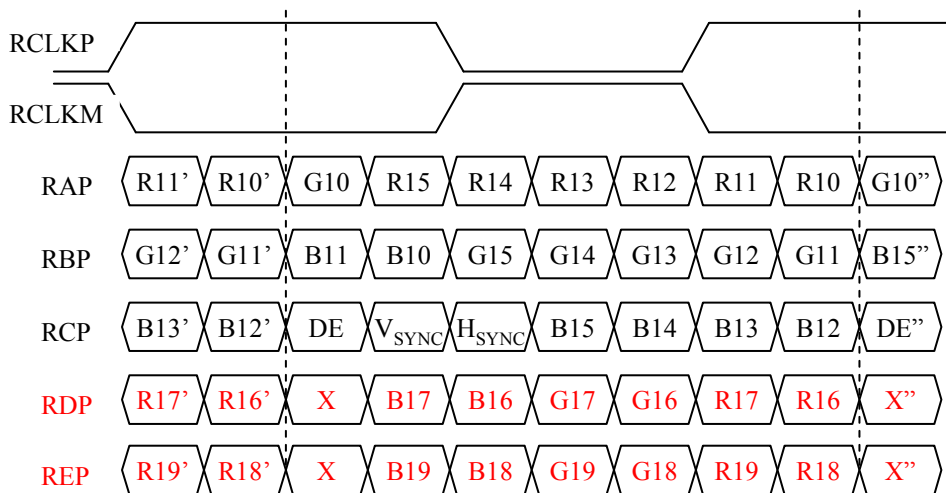 RCLKP
RCLKM
RAP R11’ R10’ G10 R15 R14 R13 R12 R11 R10 G10”
RBP G12’ G11’ B11 B10 G15 G14 G13 G12 G11 B15”
RCP B13’ B12’ DE VSYNC HSYNC B15 B14 B13 B12 DE”
RDP R17’ R16’ X B17 B16 G17 G16 R17 R16 X”
REP R19’ R18’ X B19 B18 G19 G18 R19 R18 X”